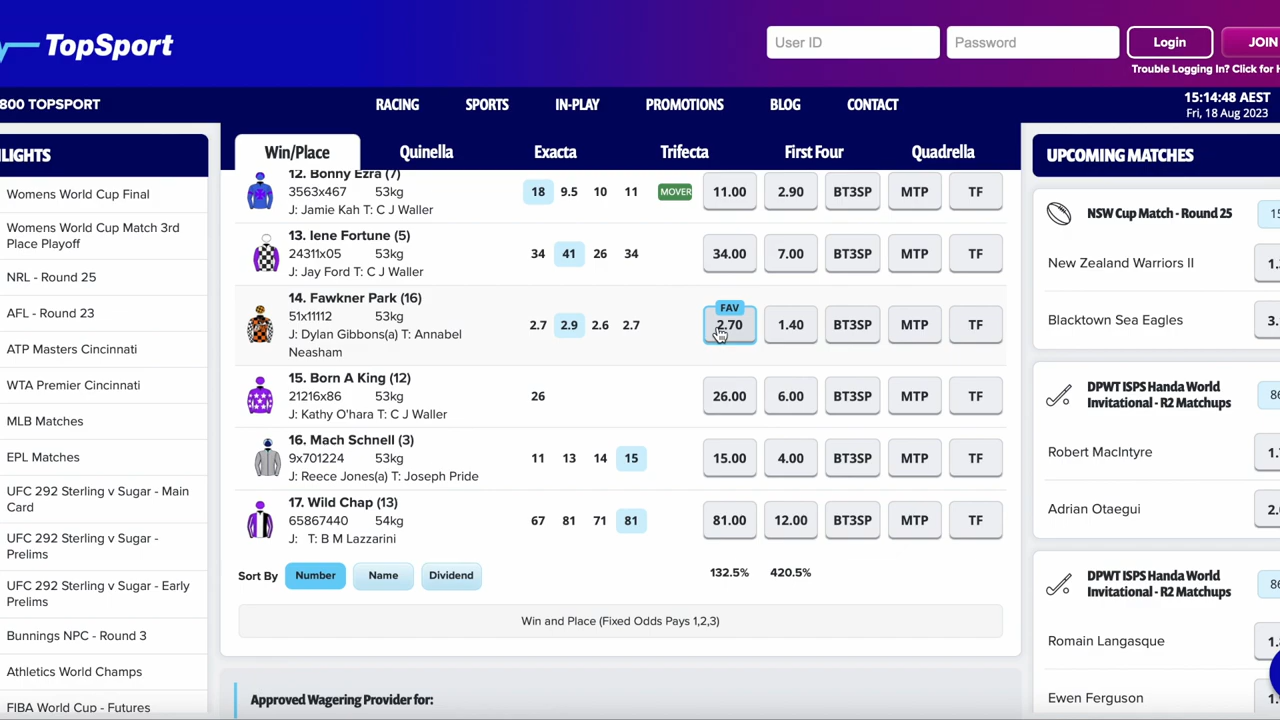 TopSport
User ID
Password
Login
JOIN
Trouble Logging In? Click for H
800 TOPSPORT
RACING
SPORTS
IN-PLAY
PROMOTIONS
BLOG
CONTACT
15:14:48 AEST
Fri, 18 Aug 2023
LIGHTS
Womens World Cup Final
Womens World Cup Match 3rd
Place Playoff
NRL - Round 25
AFL - Round 23
ATP Masters Cincinnati
WTA Premier Cincinnati
MLB Matches
EPL Matches
UFC 292 Sterling v Sugar - Main
Card
UFC 292 Sterling v Sugar -
Prelims
UFC 292 Sterling v Sugar - Early
Prelims
Bunnings NPC - Round 3
Athletics World Champs
FIBA World Cup - Futures
Win/Place
Quinella
Exacta
Trifecta
First Four
Quadrella
12. Bonny Ezra (7)
3563x467 53kg
J: Jamie Kah T: C J Waller
18 9.5 10 11 MOVER 11.00 2.90 BT3SP MTP TF
13. Iene Fortune (5)
24311x05 53kg
J: Jay Ford T: C J Waller
34 41 26 34 34.00 7.00 BT3SP MTP TF
14. Fawkner Park (16)
51x11112 53kg
J: Dylan Gibbons(a) T: Annabel
Neasham
FAV
2.7 2.9 2.6 2.7 2.70 1.40 BT3SP MTP TF
15. Born A King (12)
21216x86 53kg
J: Kathy O'hara T: C J Waller
26 26.00 6.00 BT3SP MTP TF
16. Mach Schnell (3)
9x701224 53kg
J: Reece Jones(a) T: Joseph Pride
11 13 14 15 15.00 4.00 BT3SP MTP TF
17. Wild Chap (13)
65867440 54kg
J: T: B M Lazzarini
67 81 71 81 81.00 12.00 BT3SP MTP TF
Sort By Number Name Dividend
132.5% 420.5%
Win and Place (Fixed Odds Pays 1,2,3)
Approved Wagering Provider for:
UPCOMING MATCHES
NSW Cup Match - Round 25
15
New Zealand Warriors II
1.
Blacktown Sea Eagles
3.
DPWT ISPS Handa World
Invitational - R2 Matchups
86
Robert MacIntyre
1.
Adrian Otaegui
2.
DPWT ISPS Handa World
Invitational - R2 Matchups
86
Romain Langasque
1.
Ewen Ferguson
1.